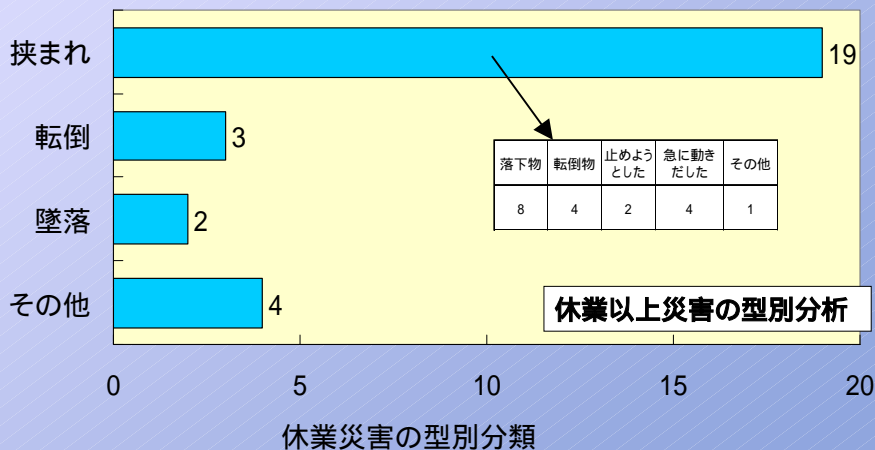 挟まれ
19
転倒
3
落下物 転倒物 止めよう 急に動き その他
とした だした
8 4 2 4 1
墜落
2
その他
4
休業以上災害の型別分析
0 5 10 15 20
休業災害の型別分類